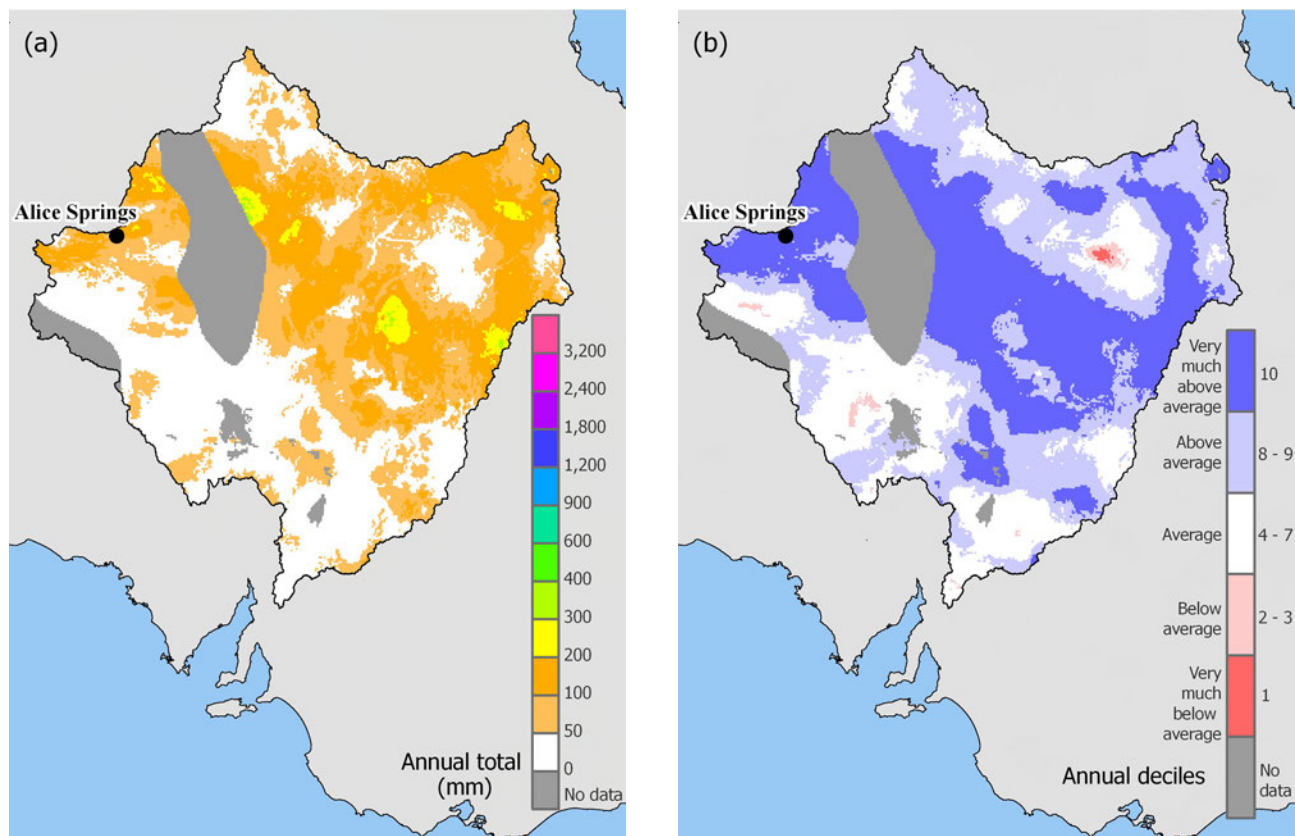 (a)
Alice Springs
3,200
2,400
1,800
1,200
900
600
400
300
200
100
50
0
No data
Annual total
(mm)
(b)
Alice Springs
Very
much
above
average
10
Above
average
8 - 9
Average
4 - 7
Below
average
2 - 3
Very
much
below
average
1
No
data
Annual deciles